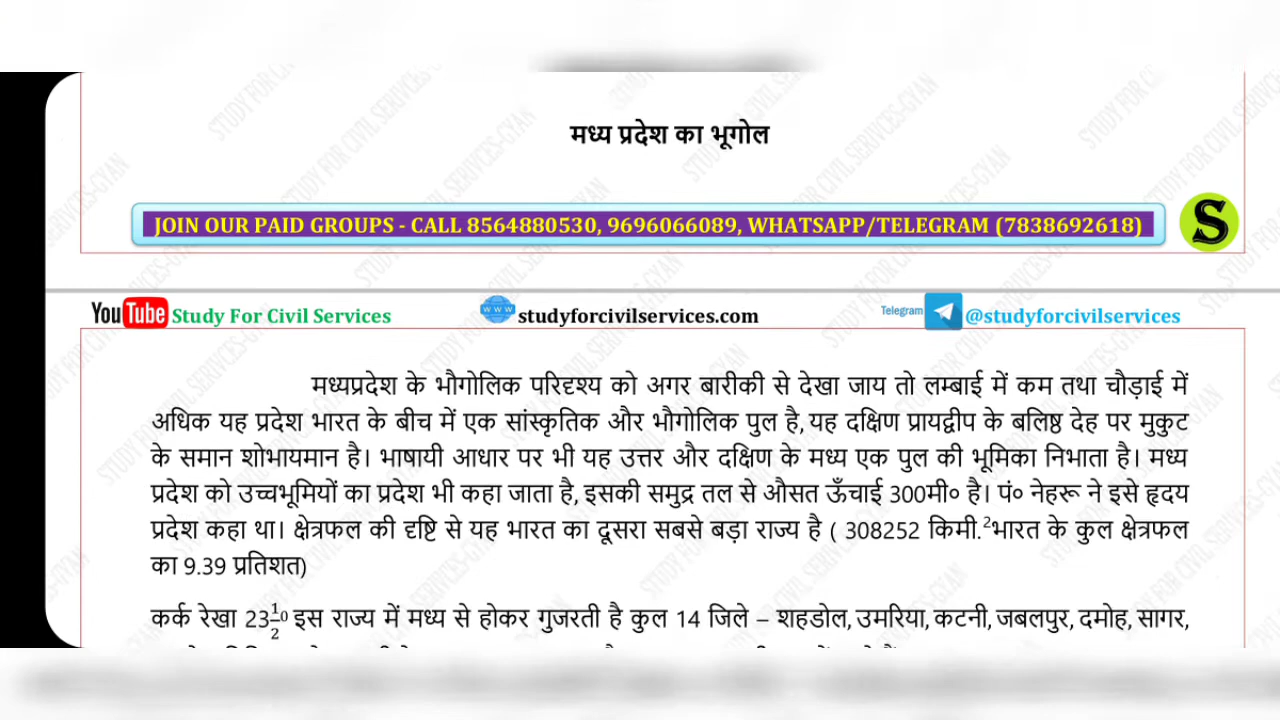 मध्य प्रदेश का भूगोल
JOIN OUR PAID GROUPS - CALL 8564880530, 9696066089, WHATSAPP/TELEGRAM (7838692618)
S
YouTube Study For Civil Services
www studyforcivilservices.com
Telegram @studyforcivilservices
मध्यप्रदेश के भौगोलिक परिदृश्य को अगर बारीकी से देखा जाय तो लम्बाई में कम तथा चौड़ाई में
अधिक यह प्रदेश भारत के बीच में एक सांस्कृतिक और भौगोलिक पुल है, यह दक्षिण प्रायद्वीप के बलिष्ठ देह पर मुकुट
के समान शोभायमान है। भाषायी आधार पर भी यह उत्तर और दक्षिण के मध्य एक पुल की भूमिका निभाता है। मध्य
प्रदेश को उच्चभूमियों का प्रदेश भी कहा जाता है, इसकी समुद्र तल से औसत ऊँचाई 300मी० है। पं० नेहरू ने इसे हृदय
प्रदेश कहा था। क्षेत्रफल की दृष्टि से यह भारत का दूसरा सबसे बड़ा राज्य है ( 308252 किमी.²भारत के कुल क्षेत्रफल
का 9.39 प्रतिशत)
कर्क रेखा 23½⁰ इस राज्य में मध्य से होकर गुजरती है कुल 14 जिले – शहडोल, उमरिया, कटनी, जबलपुर, दमोह, सागर,